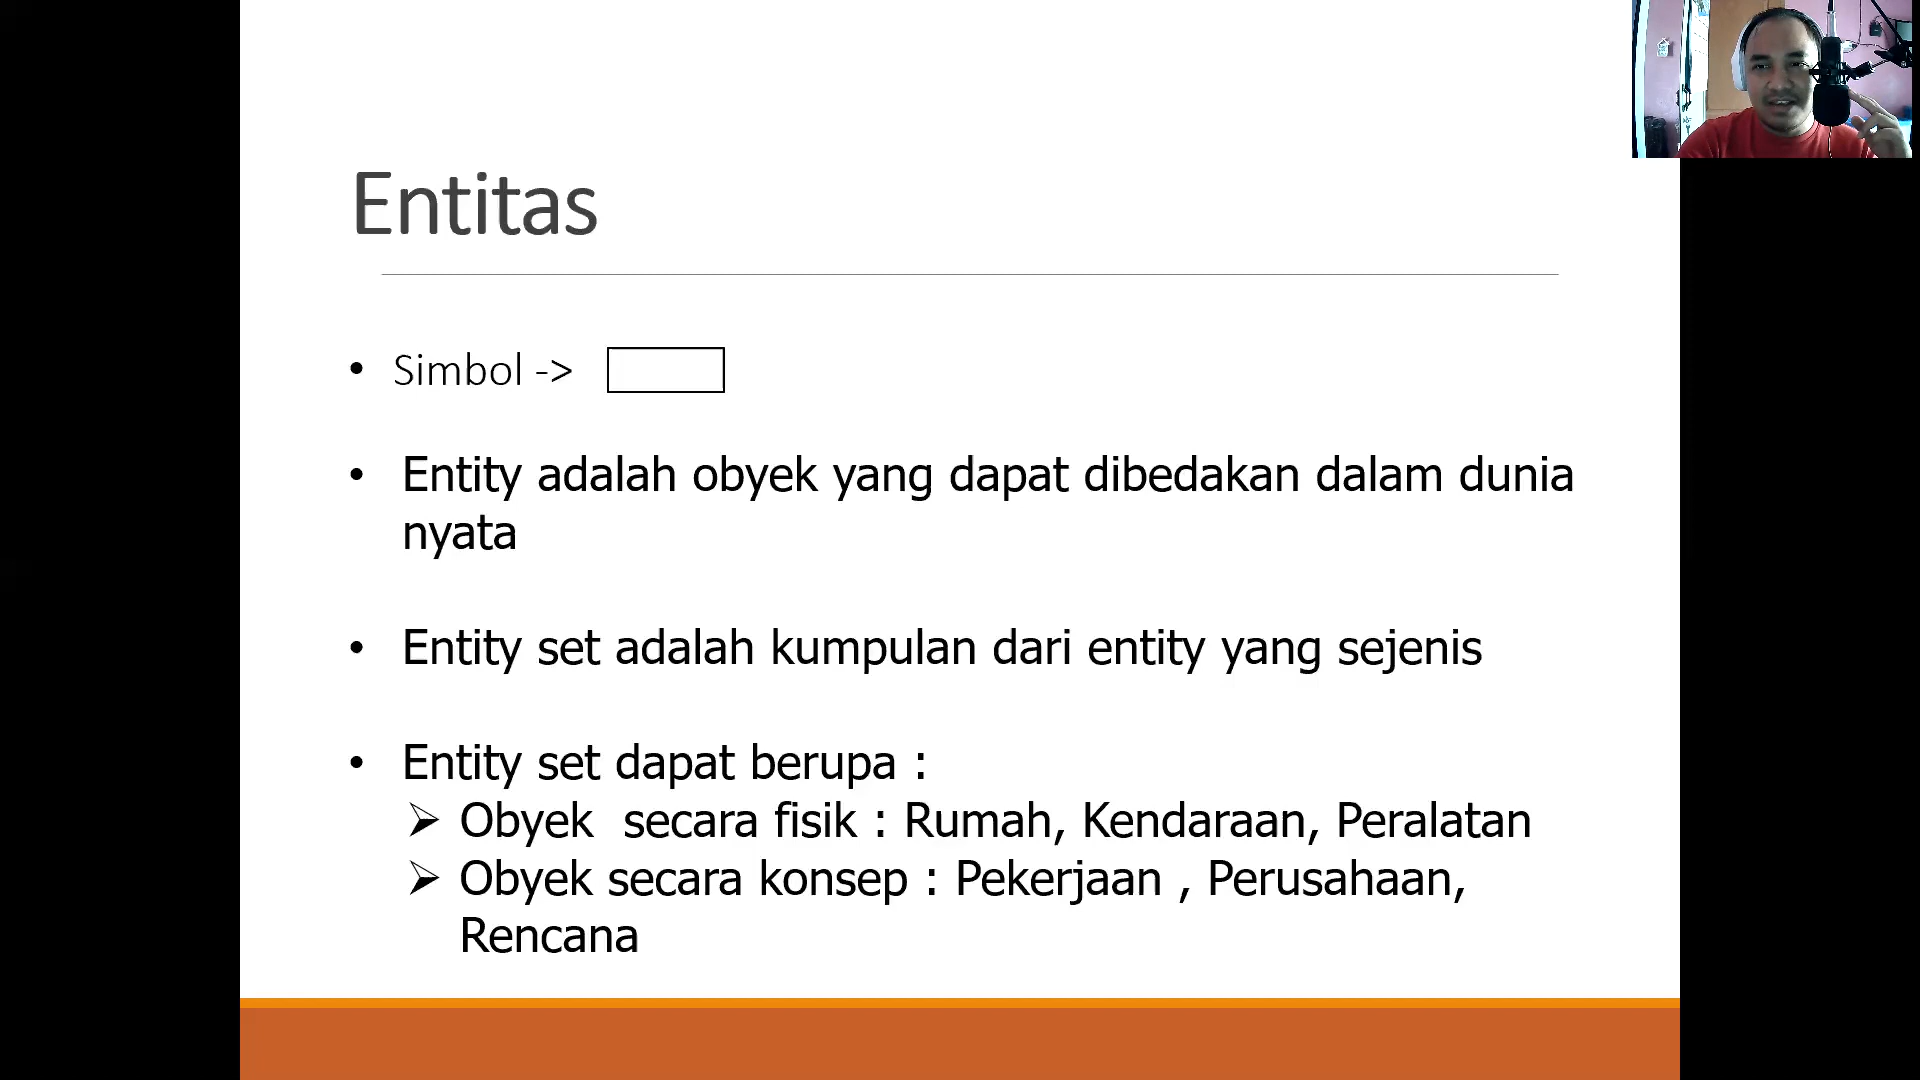 Entitas
• Simbol ->
• Entity adalah obyek yang dapat dibedakan dalam dunia
nyata
• Entity set adalah kumpulan dari entity yang sejenis
• Entity set dapat berupa :
➢ Obyek  secara fisik : Rumah, Kendaraan, Peralatan
➢ Obyek secara konsep : Pekerjaan , Perusahaan,
Rencana